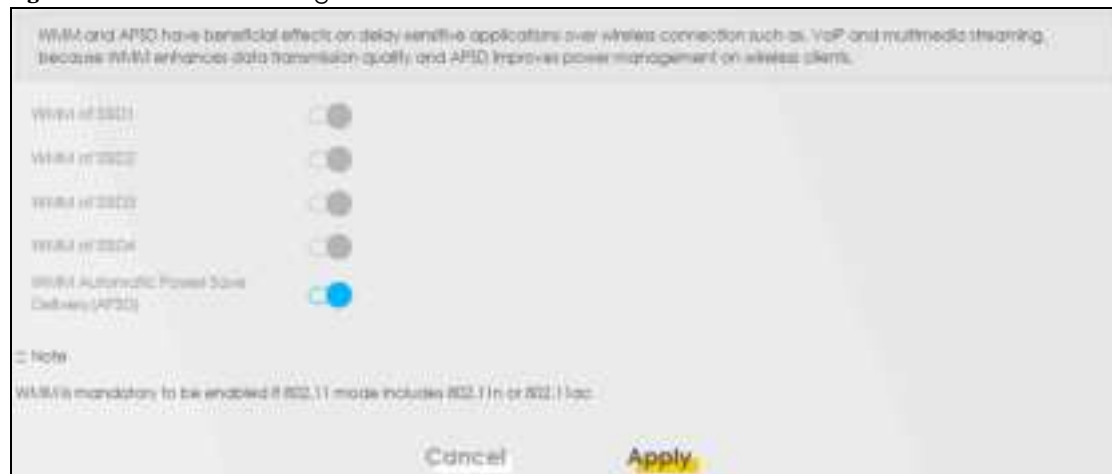 WMM and APSD have beneficial effects on delay sensitive applications over wireless connection such as, VoIP and multimedia streaming,
because WMM enhances data transmission quality and APSD improves power management on wireless clients.
WMM of SSID1
WMM of SSID2
WMM of SSID3
WMM of SSID4
WMM Automatic Power Save
Delivery (APSD)
Note
WMM is mandatory to be enabled if 802.11 mode includes 802.11n or 802.11ac
Cancel Apply